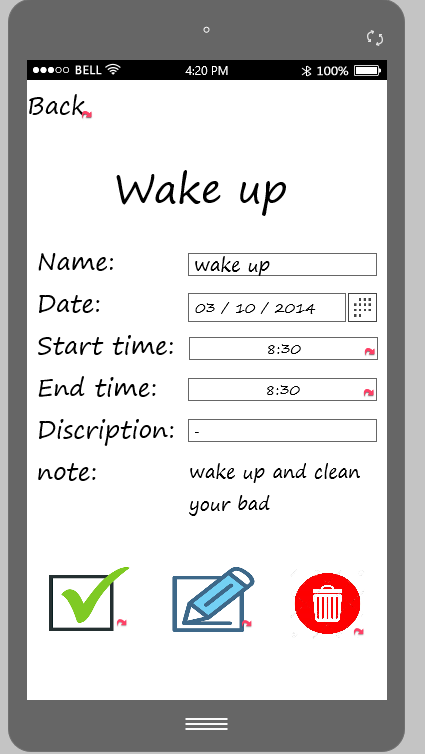 BELL 4:20 PM 100%
Back
Wake up
Name: wake up
Date: 03 / 10 / 2014
Start time: 8:30
End time: 8:30
Discription: -
note: wake up and clean
your bad